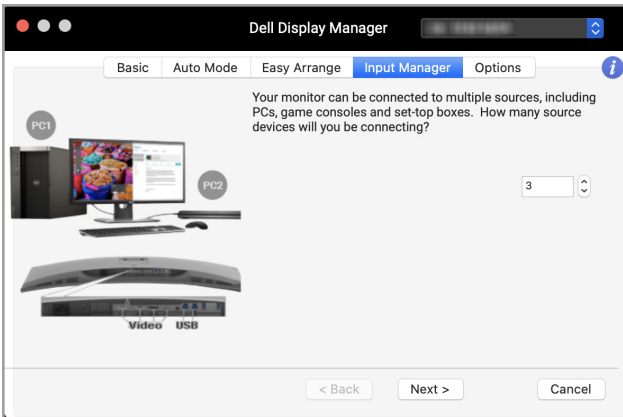 Dell Display Manager
Basic
Auto Mode
Easy Arrange
Input Manager
Options
i
Your monitor can be connected to multiple sources, including
PCs, game consoles and set-top boxes. How many source
devices will you be connecting?
PC1
PC2
3
Video
USB
< Back
Next >
Cancel